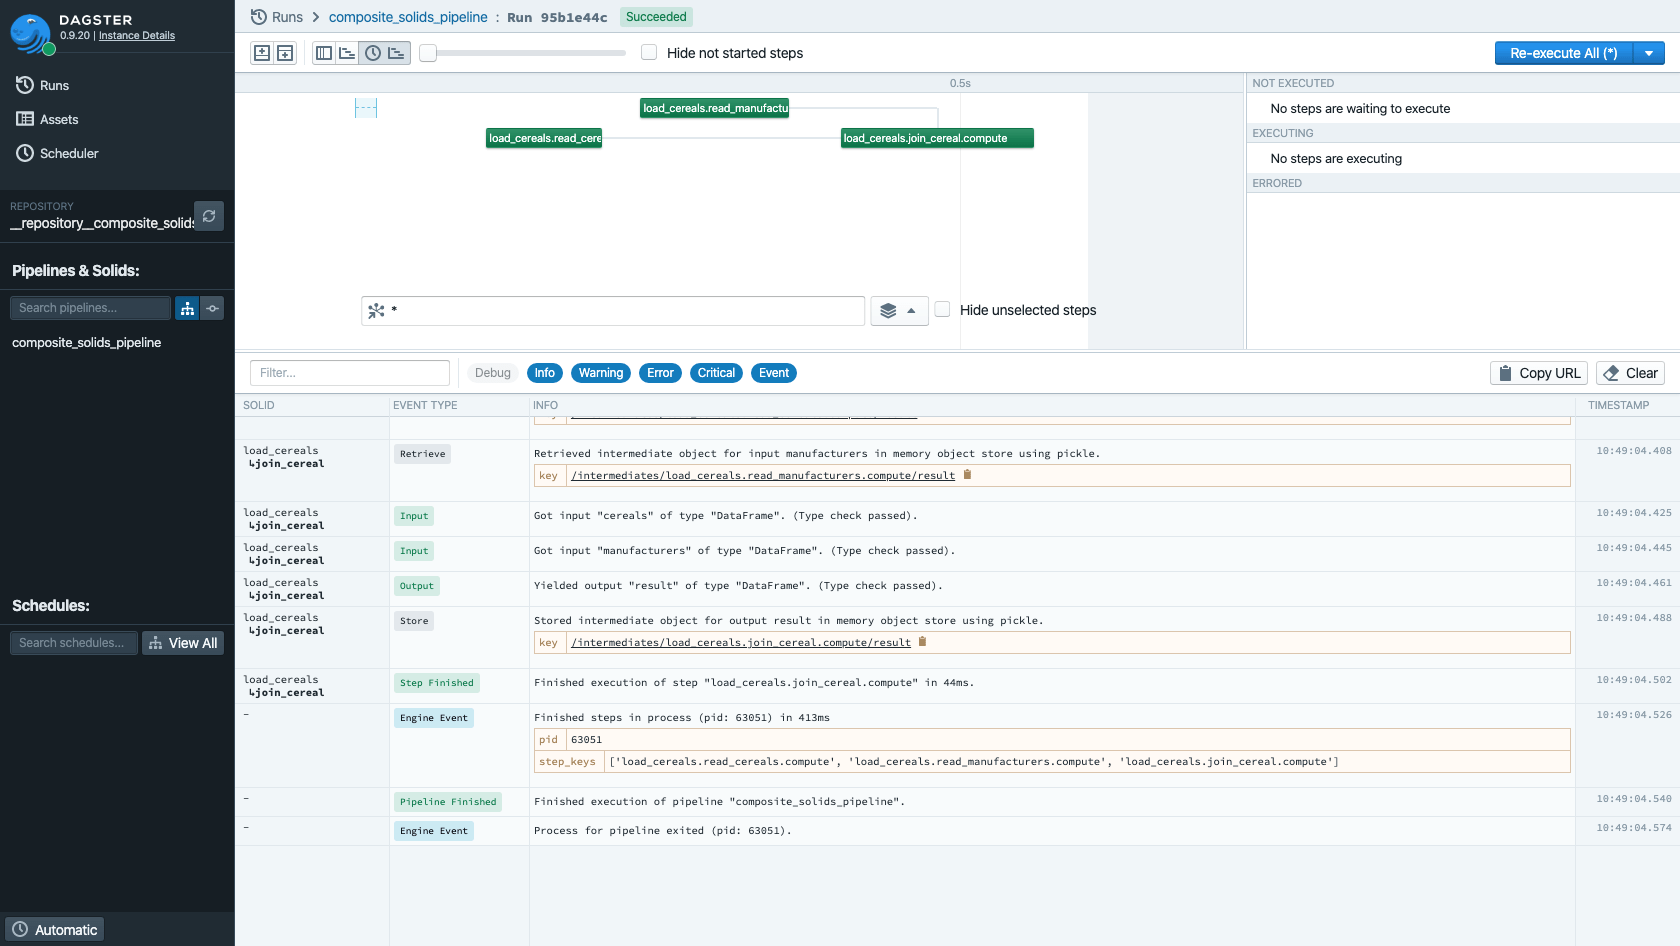 DAGSTER
0.9.20 | Instance Details
Runs
Assets
Scheduler
REPOSITORY
__repository__composite_solids
Pipelines & Solids:
Search pipelines...
composite_solids_pipeline
Schedules:
Search schedules...
View All
Automatic
Runs > composite_solids_pipeline : Run 95b1e44c Succeeded
Hide not started steps
Re-execute All (*)
0.5s
load_cereals.read_manufactu
load_cereals.read_cere
load_cereals.join_cereal.compute
*
Hide unselected steps
NOT EXECUTED
No steps are waiting to execute
EXECUTING
No steps are executing
ERRORED
Filter...
Debug Info Warning Error Critical Event
Copy URL
Clear
SOLID EVENT TYPE INFO TIMESTAMP
load_cereals
↳join_cereal
Retrieve
Retrieved intermediate object for input manufacturers in memory object store using pickle.
key /intermediates/load_cereals.read_manufacturers.compute/result
10:49:04.408
load_cereals
↳join_cereal
Input
Got input "cereals" of type "DataFrame". (Type check passed).
10:49:04.425
load_cereals
↳join_cereal
Input
Got input "manufacturers" of type "DataFrame". (Type check passed).
10:49:04.445
load_cereals
↳join_cereal
Output
Yielded output "result" of type "DataFrame". (Type check passed).
10:49:04.461
load_cereals
↳join_cereal
Store
Stored intermediate object for output result in memory object store using pickle.
key /intermediates/load_cereals.join_cereal.compute/result
10:49:04.488
load_cereals
↳join_cereal
Step Finished
Finished execution of step "load_cereals.join_cereal.compute" in 44ms.
10:49:04.502
–
Engine Event
Finished steps in process (pid: 63051) in 413ms
pid 63051
step_keys ['load_cereals.read_cereals.compute', 'load_cereals.read_manufacturers.compute', 'load_cereals.join_cereal.compute']
10:49:04.526
–
Pipeline Finished
Finished execution of pipeline "composite_solids_pipeline".
10:49:04.540
–
Engine Event
Process for pipeline exited (pid: 63051).
10:49:04.574